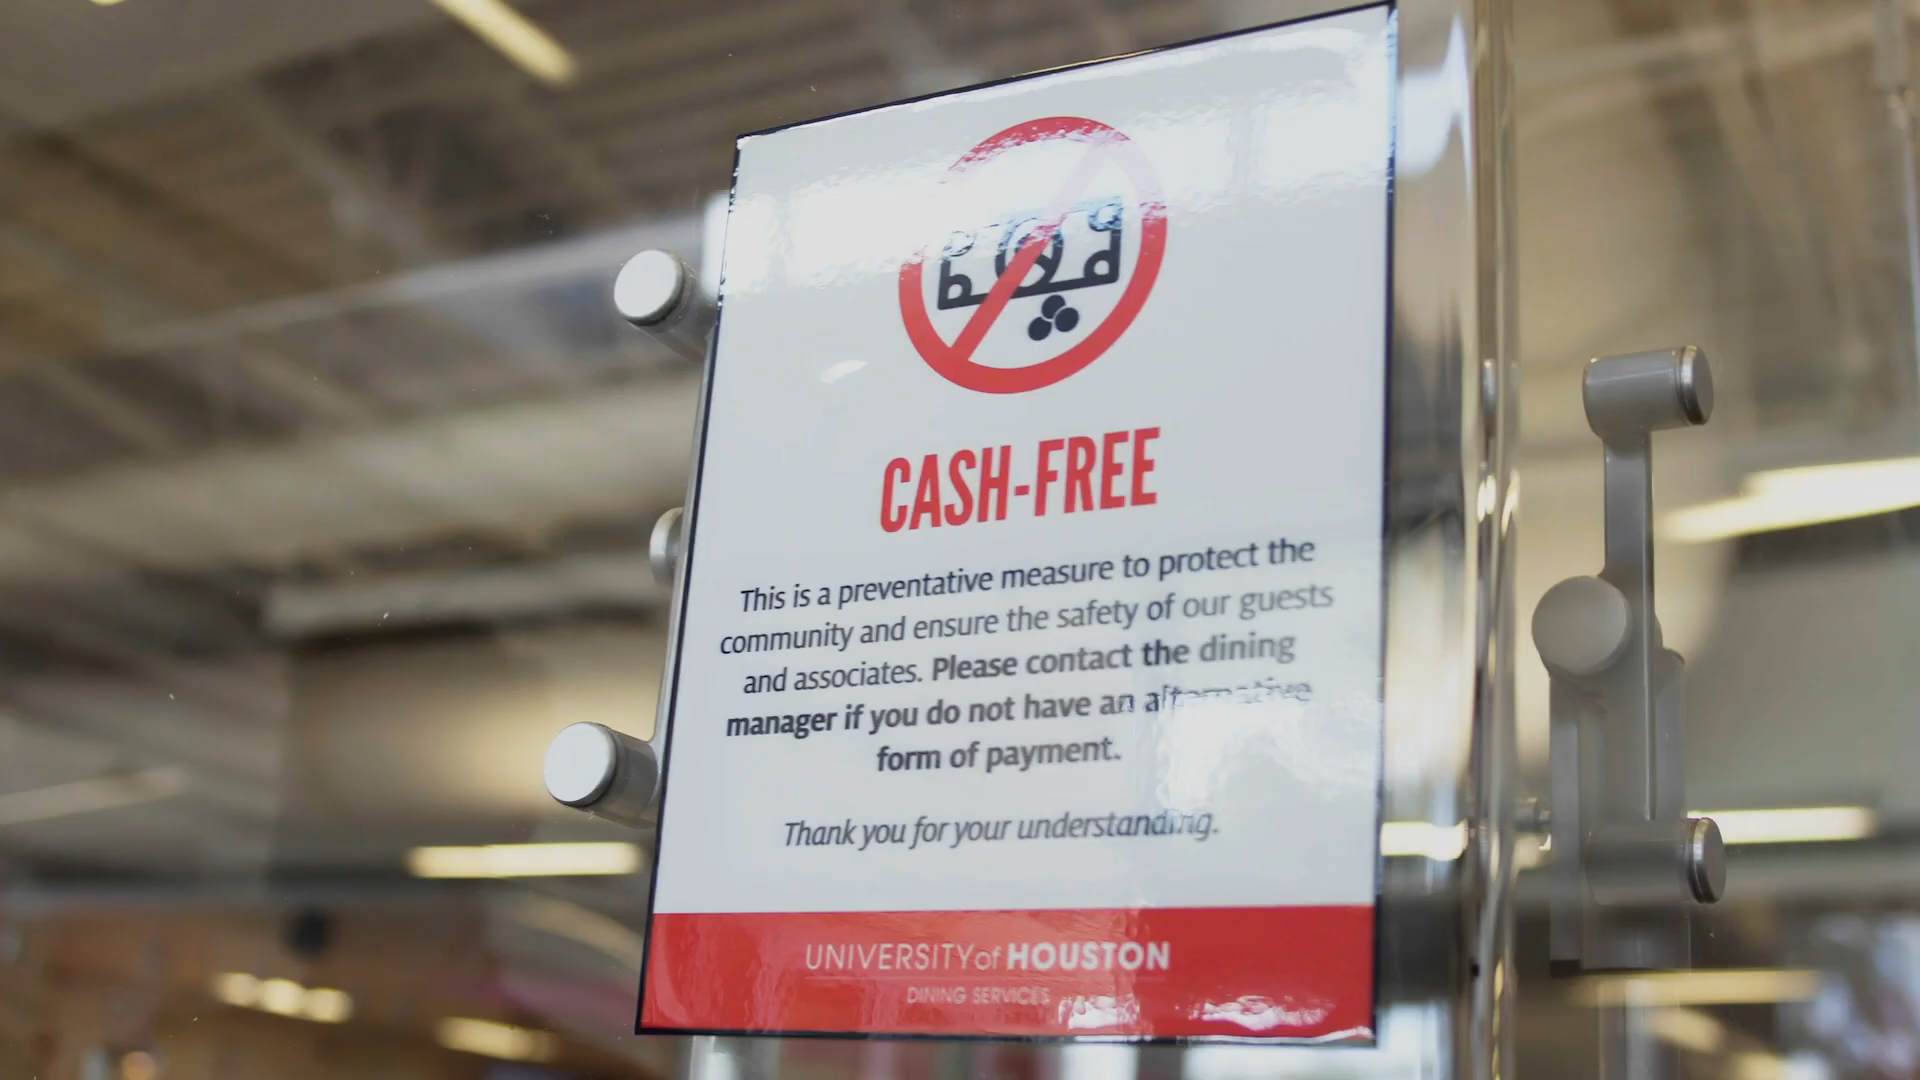 CASH-FREE
This is a preventative measure to protect the
community and ensure the safety of our guests
and associates. Please contact the dining
manager if you do not have an alternative
form of payment.
Thank you for your understanding.
UNIVERSITY of HOUSTON
DINING SERVICES